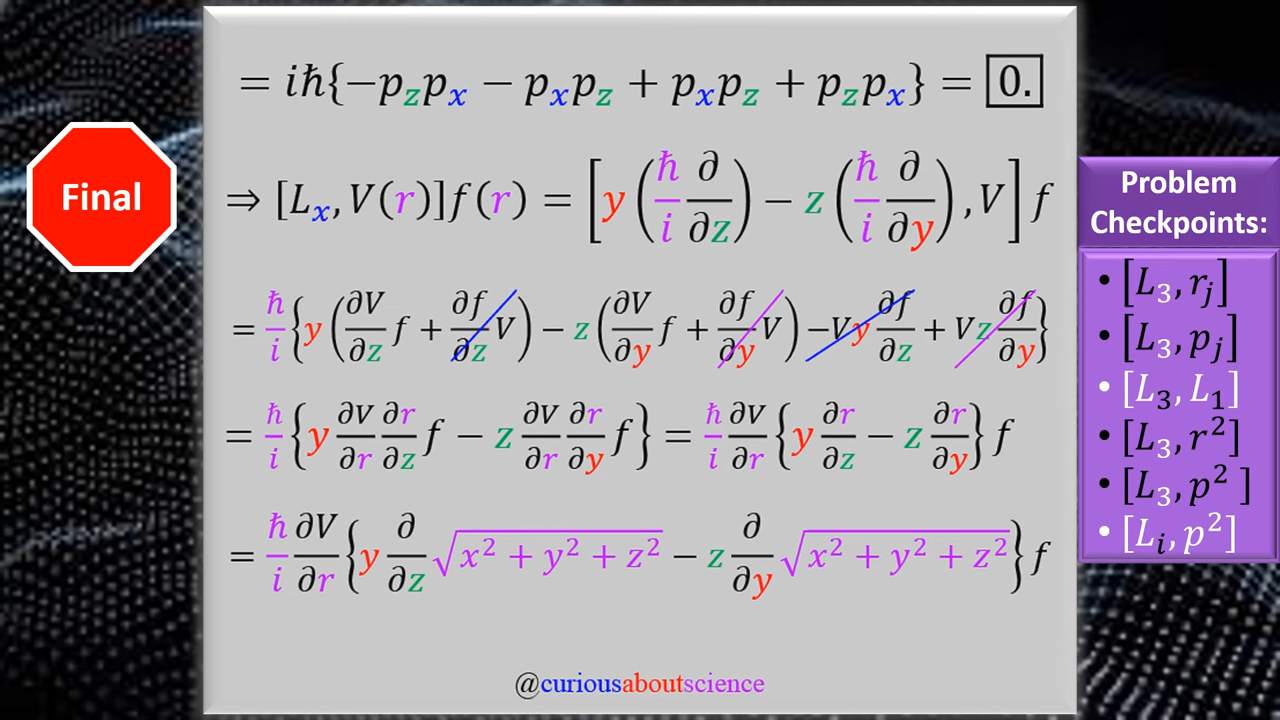 = iħ{−p_z p_x − p_x p_z + p_x p_z + p_z p_x} = 0.
Final
⇒ [L_x, V(r)]f(r) = [y(ħ/i ∂/∂z) − z(ħ/i ∂/∂y), V] f
= ħ/i {y(∂V/∂z f + ∂f/∂z V) − z(∂V/∂y f + ∂f/∂y V) − Vy ∂f/∂z + Vz ∂f/∂y}
= ħ/i {y ∂V/∂r ∂r/∂z f − z ∂V/∂r ∂r/∂y f} = ħ/i ∂V/∂r {y ∂r/∂z − z ∂r/∂y} f
= ħ/i ∂V/∂r {y ∂/∂z √(x² + y² + z²) − z ∂/∂y √(x² + y² + z²)} f
@curiousaboutscience
Problem
Checkpoints:
• [L₃, r_j]
• [L₃, p_j]
• [L₃, L₁]
• [L₃, r²]
• [L₃, p² ]
• [L_i, p²]